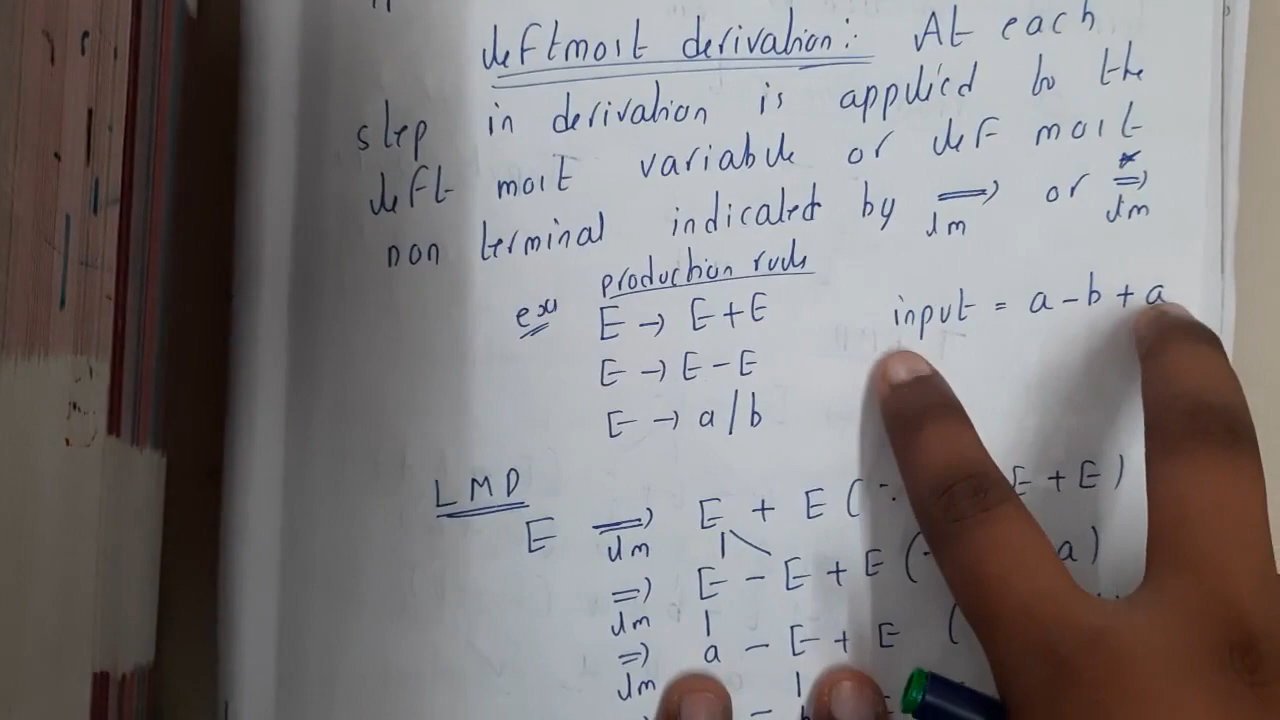 Leftmost derivation: At each
step in derivation is applied to the
left most variable or left most
non terminal indicated by =>lm or *=>lm
production rule
ex: E → E+E input = a-b+a
E → E-E
E → a/b
LMD
E =>lm E + E (∵ E+E)
=>lm E - E + E ( a)
=>lm a - E + E (
-